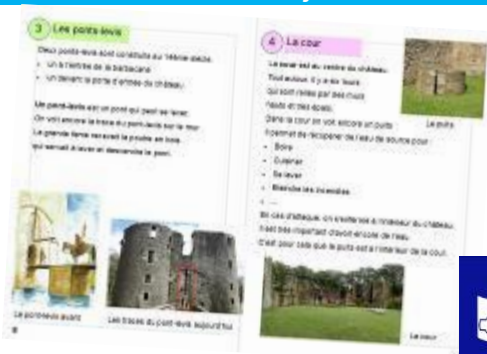 3 Les ponts-levis
Deux ponts-levis sont construits au 14ème siècle
• un à l'entrée de la barbacane
• un devant la porte d'entrée du château.
Un pont-levis est un pont qui peut se lever.
On voit encore la trace du pont-levis sur la tour.
La grande fente recevait la poutre en bois
qui servait à lever et descendre le pont.
Le pont-levis avant
Les traces du pont-levis aujourd'hui
4 La cour
La cour est au centre du château.
Tout autour, il y a six tours
qui sont reliées par des murs
hauts et très épais.
Dans la cour on voit encore un puits
Le puits
Il permet de récupérer de l'eau de source pour :
• Boire
• Cuisiner
• Se laver
• Eteindre les incendies
• ...
En cas d'attaque, on s'enferme à l'intérieur du château.
Il est très important d'avoir encore de l'eau.
C'est pour cela que le puits est à l'intérieur de la cour.
La cour